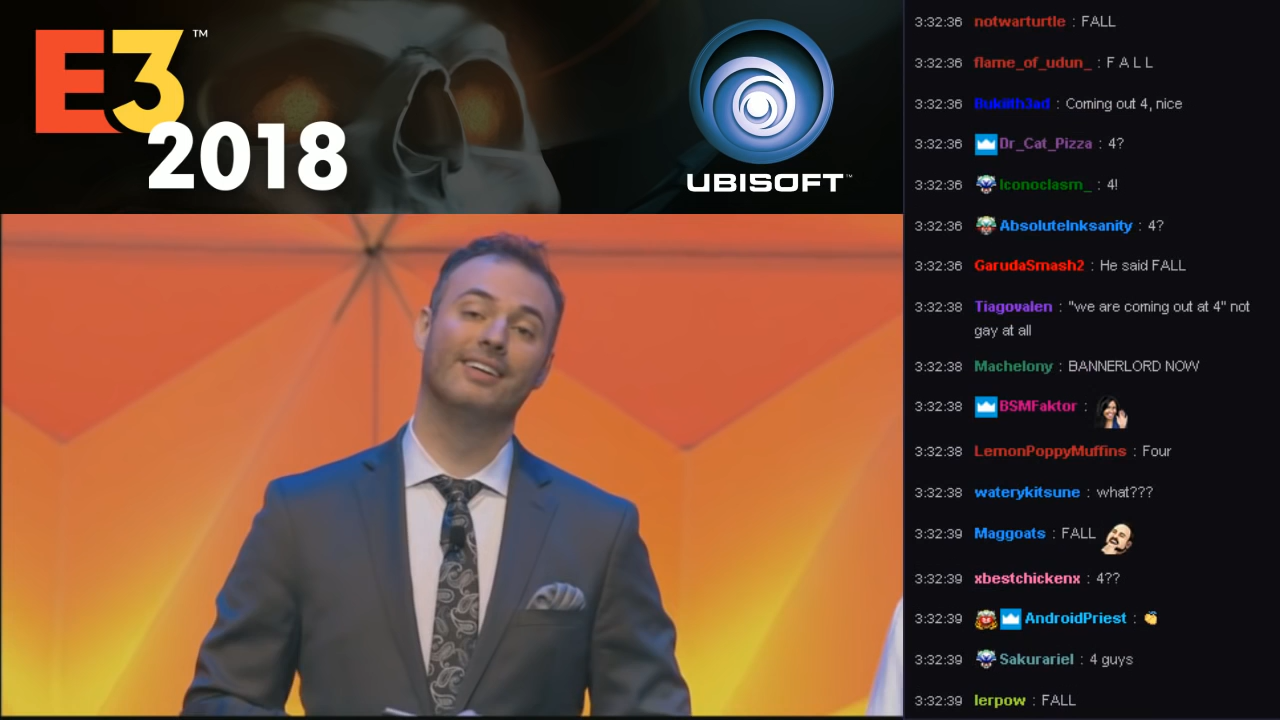 E3™
2018
UBISOFT™
3:32:36 notwarturtle : FALL
3:32:36 flame_of_udun_ : F A L L
3:32:36 Bukiith3ad : Coming out 4, nice
3:32:36 Dr_Cat_Pizza : 4?
3:32:36 Iconoclasm_ : 4!
3:32:36 AbsoluteInksanity : 4?
3:32:36 GarudaSmash2 : He said FALL
3:32:38 Tiagovalen : "we are coming out at 4" not
gay at all
3:32:38 Machelony : BANNERLORD NOW
3:32:38 BSMFaktor :
3:32:38 LemonPoppyMuffins : Four
3:32:38 waterykitsune : what???
3:32:39 Maggoats : FALL
3:32:39 xbestchickenx : 4??
3:32:39 AndroidPriest :
3:32:39 Sakurariel : 4 guys
3:32:39 lerpow : FALL